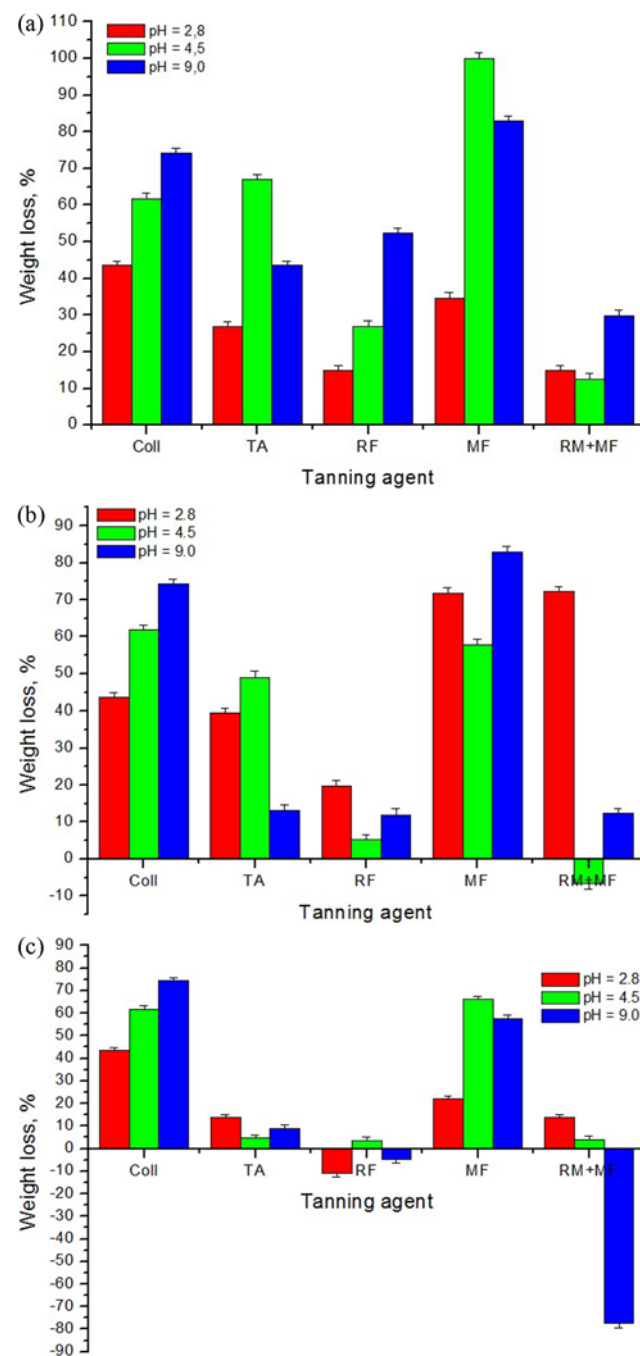 (a)
110
100
90
80
70
60
50
40
30
20
10
0
Weight loss, %
pH = 2,8
pH = 4,5
pH = 9,0
Coll TA RF MF RM+MF
Tanning agent
(b)
90
80
70
60
50
40
30
20
10
0
-10
Weight loss, %
pH = 2.8
pH = 4.5
pH = 9.0
Coll TA RF MF RM+MF
Tanning agent
(c)
90
80
70
60
50
40
30
20
10
0
-10
-20
-30
-40
-50
-60
-70
-80
-90
Weight loss, %
pH = 2.8
pH = 4.5
pH = 9.0
Coll TA RF MF RM+MF
Tanning agent